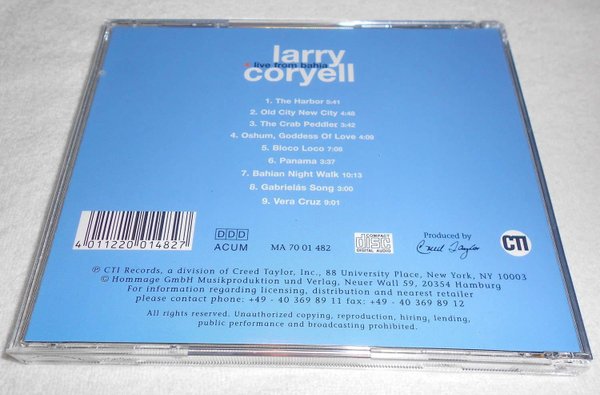 larry
live from bahia
coryell
1. The Harbor 5:41
2. Old City New City 4:48
3. The Crab Peddler 3:42
4. Oshum, Goddess Of Love 4:09
5. Bloco Loco 7:08
6. Panama 3:37
7. Bahian Night Walk 10:13
8. Gabrielás Song 3:00
9. Vera Cruz 9:01
4 011220 014827
DDD
ACUM
MA 70 01 482
COMPACT
disc
DIGITAL AUDIO
Produced by
Creed Taylor
CTI
℗ CTI Records, a division of Creed Taylor, Inc., 88 University Place, New York, NY 10003
© Hommage GmbH Musikproduktion und Verlag, Neuer Wall 59, 20354 Hamburg
For information regarding licensing, distribution and nearest retailer
please contact phone: +49 - 40 369 89 11 fax: +49 - 40 369 89 12
All rights reserved. Unauthorized copying, reproduction, hiring, lending,
public performance and broadcasting prohibited.